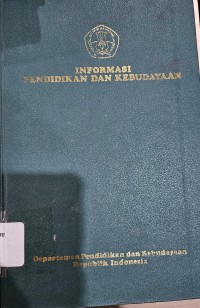 INFORMASI
PENDIDIKAN DAN KEBUDAYAAN
Departemen Pendidikan dan Kebudayaan
Republik Indonesia